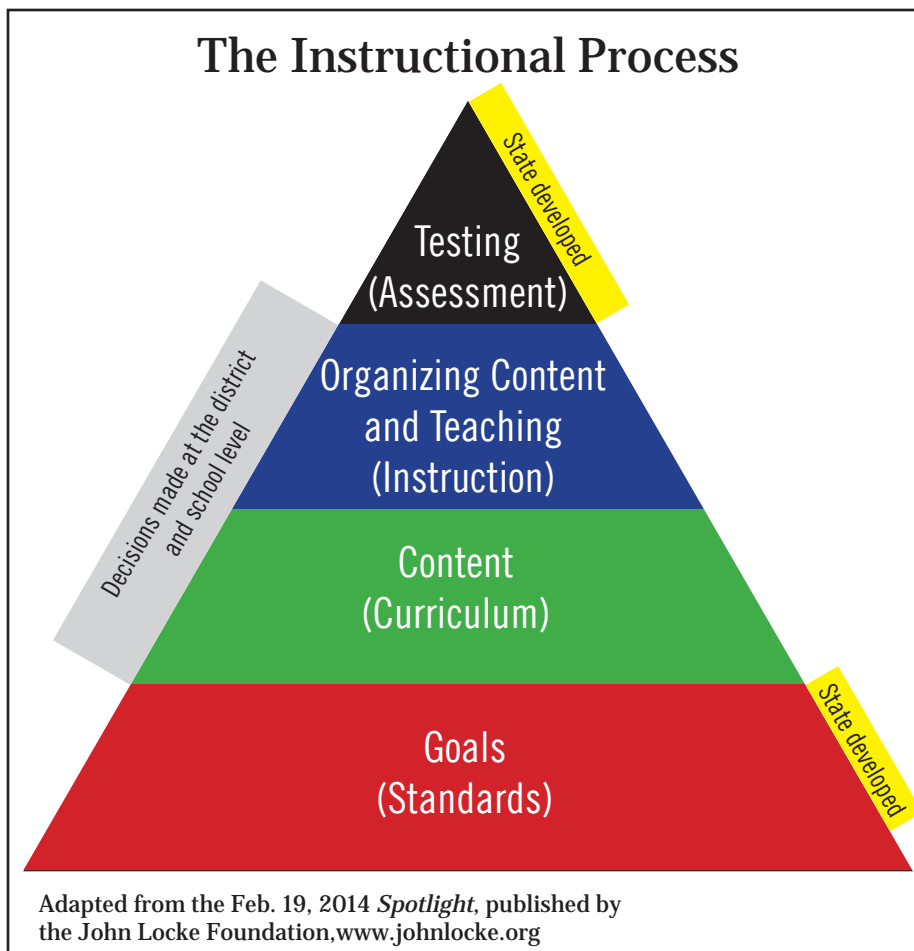 The Instructional Process
State developed
Testing
(Assessment)
Decisions made at the district
and school level
Organizing Content
and Teaching
(Instruction)
Content
(Curriculum)
State developed
Goals
(Standards)
Adapted from the Feb. 19, 2014 Spotlight, published by
the John Locke Foundation,www.johnlocke.org